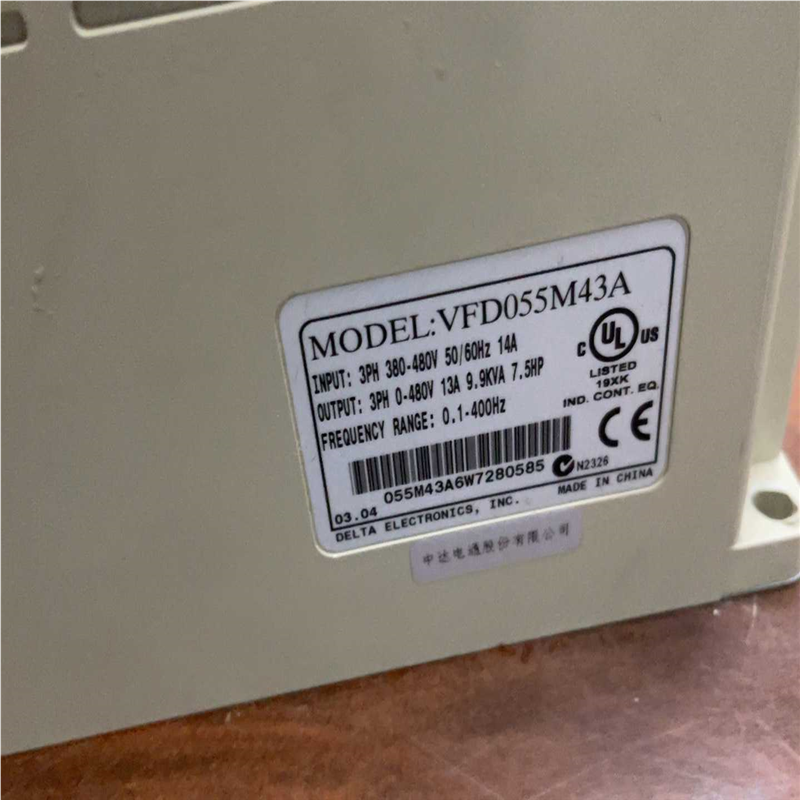 MODEL:VFD055M43A
INPUT: 3PH 380-480V 50/60Hz 14A
OUTPUT: 3PH 0-480V 13A 9.9KVA 7.5HP
FREQUENCY RANGE: 0.1-400Hz
C UL US
LISTED
19XK
IND. CONT. EQ.
CE
055M43A6W7280585
N2326
03.04
DELTA ELECTRONICS, INC.
MADE IN CHINA
中达电通股份有限公司